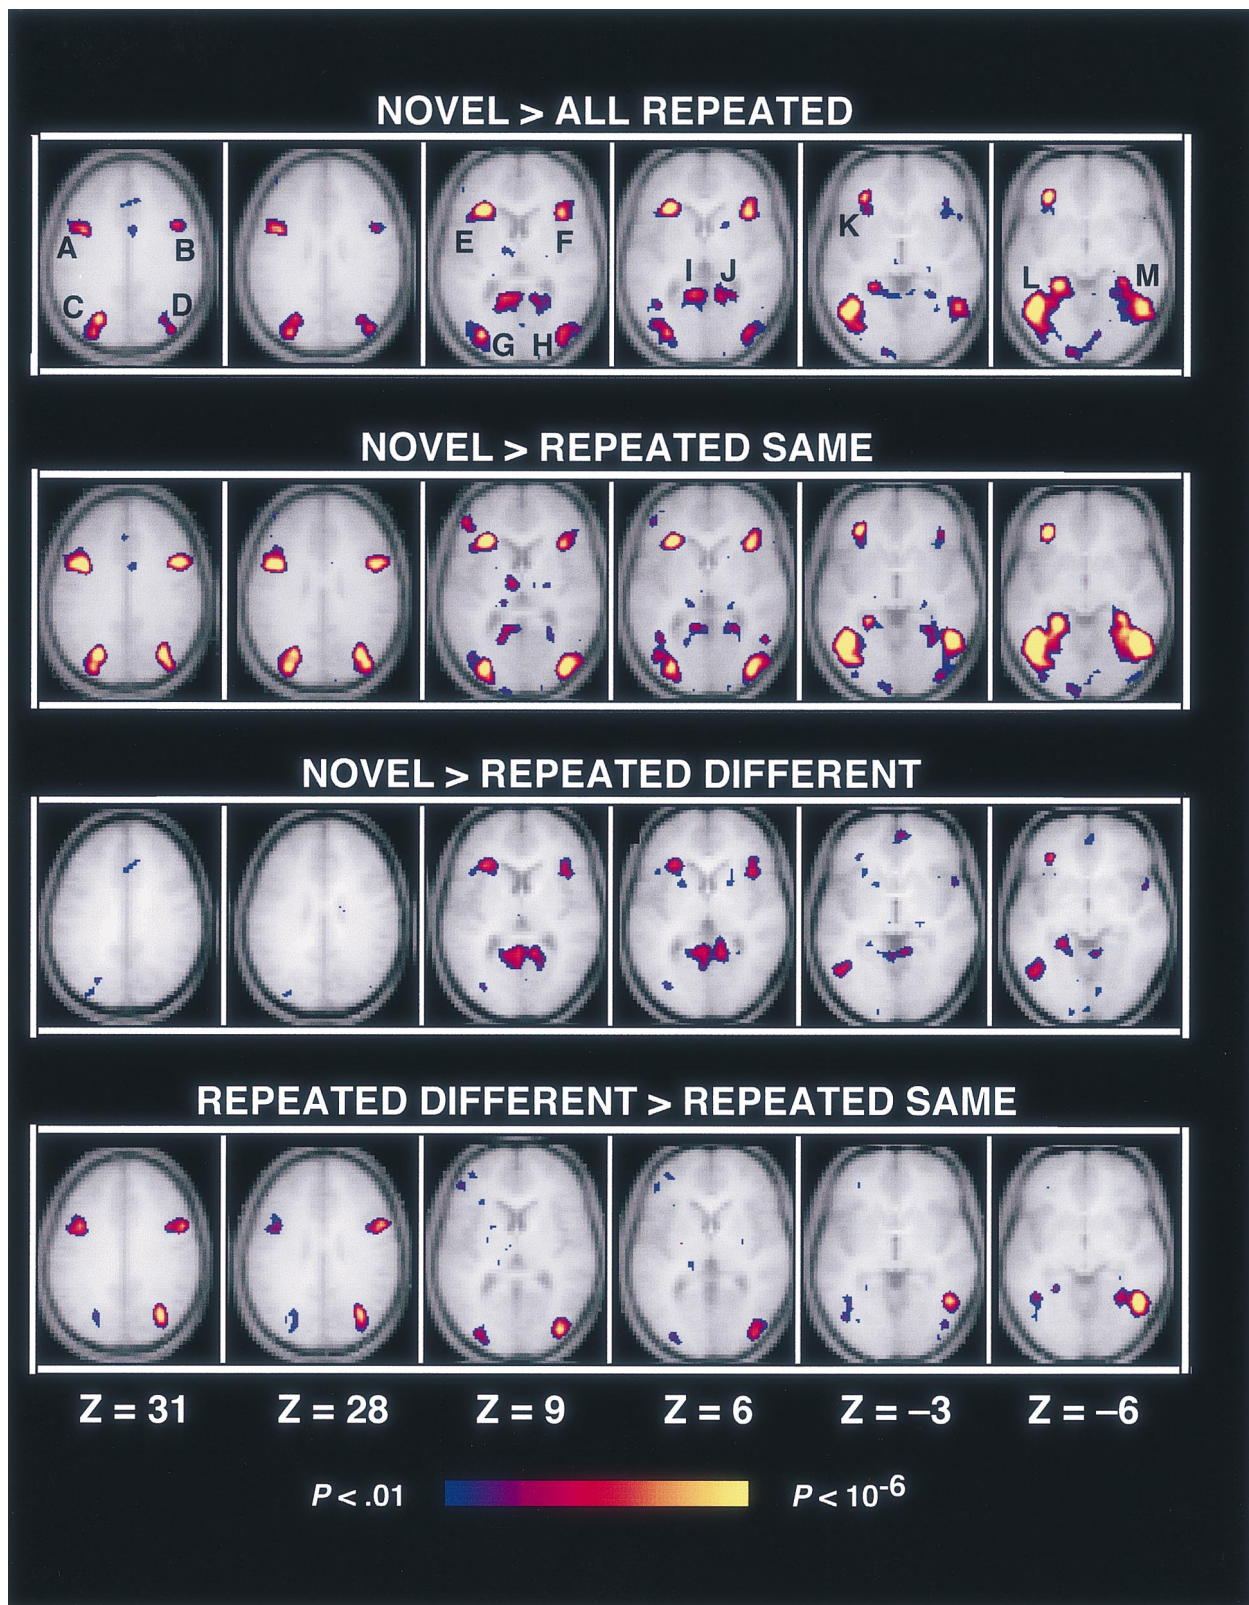 NOVEL > ALL REPEATED
A B C D E F G H I J K L M
NOVEL > REPEATED SAME
NOVEL > REPEATED DIFFERENT
REPEATED DIFFERENT > REPEATED SAME
Z = 31 Z = 28 Z = 9 Z = 6 Z = –3 Z = –6
P < .01 P < 10-6